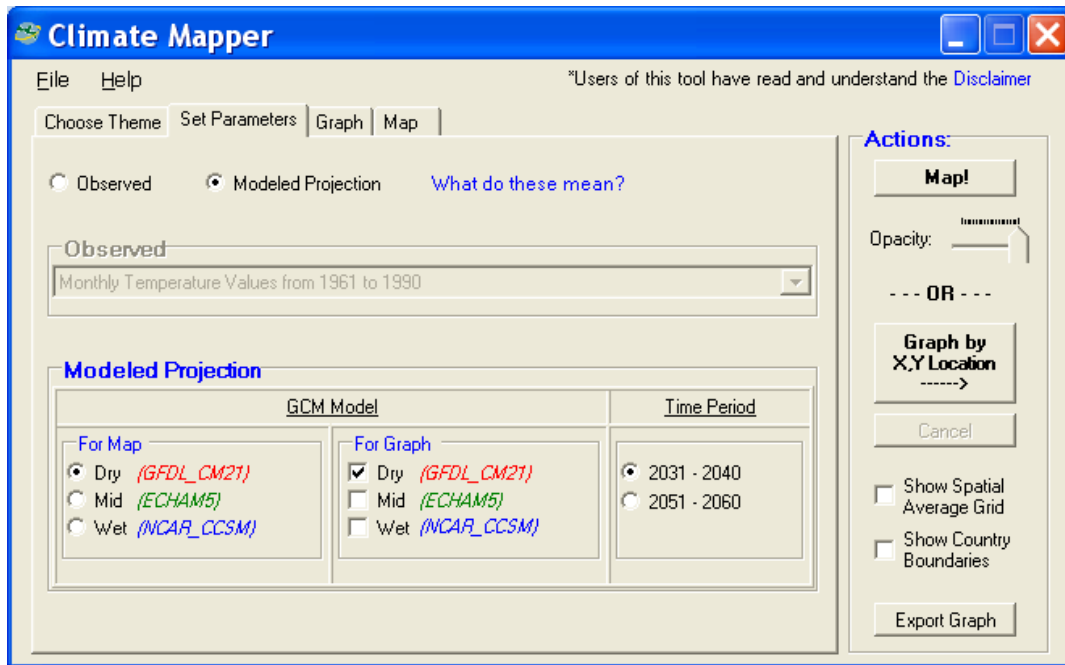 Climate Mapper
File Help
*Users of this tool have read and understand the Disclaimer
Choose Theme Set Parameters Graph Map
Observed Modeled Projection What do these mean?
Observed
Monthly Temperature Values from 1961 to 1990
Modeled Projection
GCM Model Time Period
For Map
Dry (GFDL_CM21)
Mid (ECHAM5)
Wet (NCAR_CCSM)
For Graph
Dry (GFDL_CM21)
Mid (ECHAM5)
Wet (NCAR_CCSM)
2031 - 2040
2051 - 2060
Actions:
Map!
Opacity:
- - - OR - - -
Graph by
X,Y Location
------>
Cancel
Show Spatial
Average Grid
Show Country
Boundaries
Export Graph